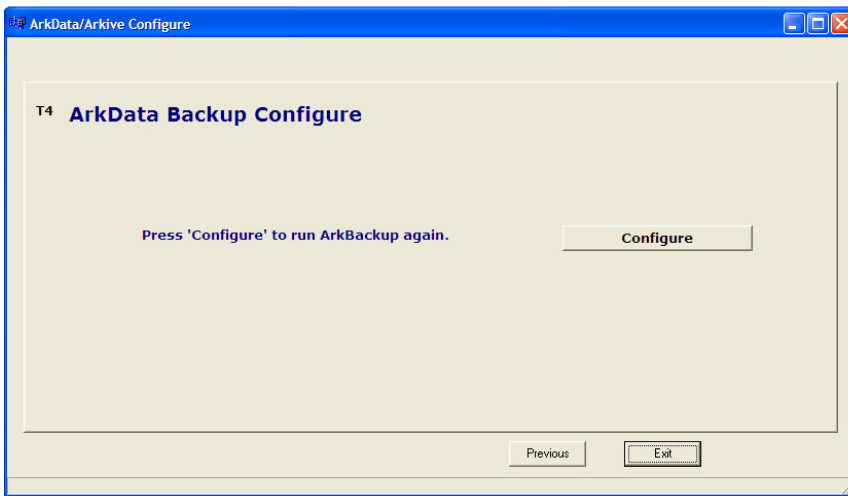 ArkData/Arkive Configure
T4 ArkData Backup Configure
Press 'Configure' to run ArkBackup again.
Configure
Previous
Exit